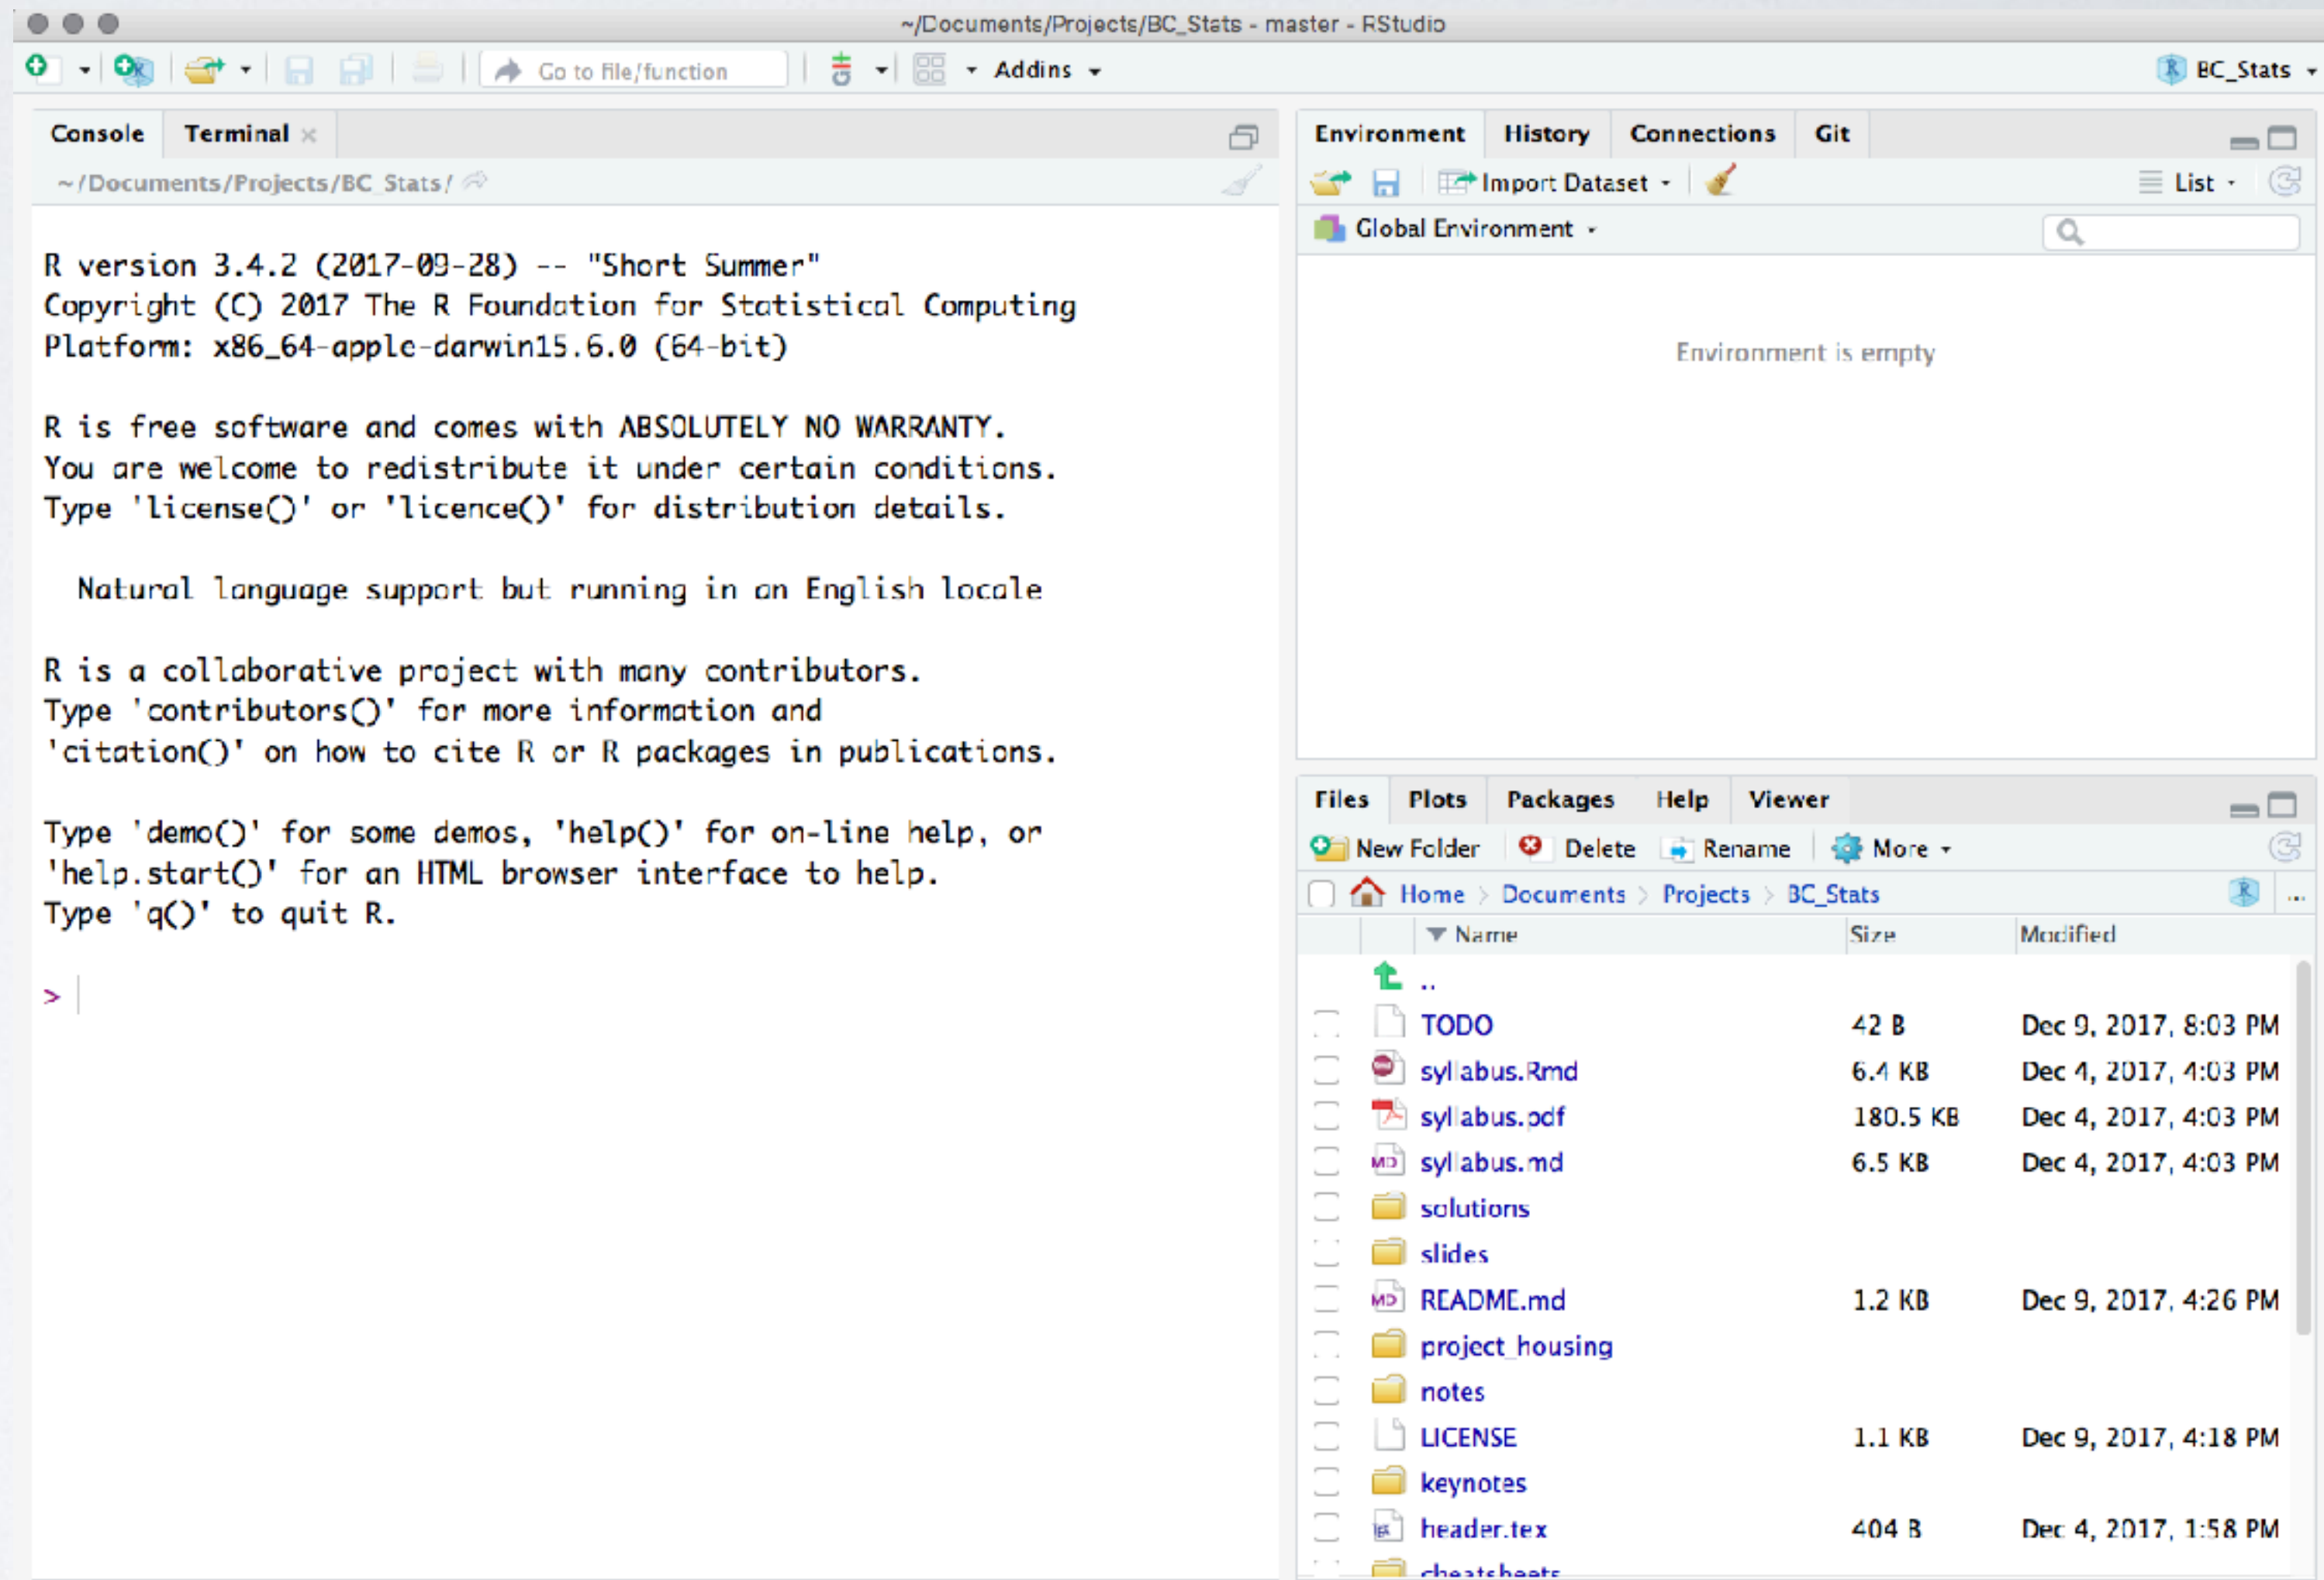 ~/Documents/Projects/BC_Stats - master - RStudio
Go to file/function
Addins
BC_Stats
Console Terminal
~/Documents/Projects/BC_Stats/
R version 3.4.2 (2017-09-28) -- "Short Summer"
Copyright (C) 2017 The R Foundation for Statistical Computing
Platform: x86_64-apple-darwin15.6.0 (64-bit)
R is free software and comes with ABSOLUTELY NO WARRANTY.
You are welcome to redistribute it under certain conditions.
Type 'license()' or 'licence()' for distribution details.
Natural language support but running in an English locale
R is a collaborative project with many contributors.
Type 'contributors()' for more information and
'citation()' on how to cite R or R packages in publications.
Type 'demo()' for some demos, 'help()' for on-line help, or
'help.start()' for an HTML browser interface to help.
Type 'q()' to quit R.
>
Environment History Connections Git
Import Dataset List
Global Environment
Environment is empty
Files Plots Packages Help Viewer
New Folder Delete Rename More
Home > Documents > Projects > BC_Stats ...
Name Size Modified
..
TODO 42 B Dec 9, 2017, 8:03 PM
syllabus.Rmd 6.4 KB Dec 4, 2017, 4:03 PM
syllabus.pdf 180.5 KB Dec 4, 2017, 4:03 PM
MD syllabus.md 6.5 KB Dec 4, 2017, 4:03 PM
solutions
slides
MD README.md 1.2 KB Dec 9, 2017, 4:26 PM
project_housing
notes
LICENSE 1.1 KB Dec 9, 2017, 4:18 PM
keynotes
header.tex 404 B Dec 4, 2017, 1:58 PM
cheatsheets